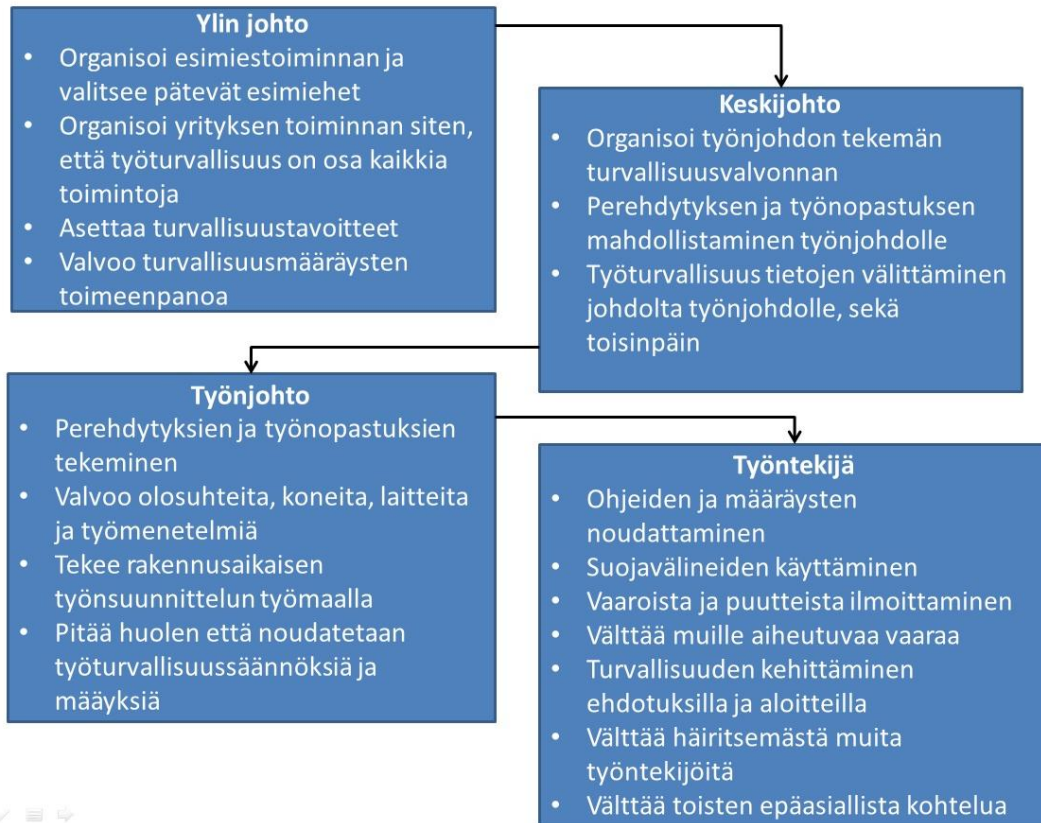 Ylin johto
• Organisoi esimiestoiminnan ja
valitsee pätevät esimiehet
• Organisoi yrityksen toiminnan siten,
että työturvallisuus on osa kaikkia
toimintoja
• Asettaa turvallisuustavoitteet
• Valvoo turvallisuusmääräysten
toimeenpanoa
Keskijohto
• Organisoi työnjohdon tekemän
turvallisuusvalvonnan
• Perehdytyksen ja työnopastuksen
mahdollistaminen työnjohdolle
• Työturvallisuus tietojen välittäminen
johdolta työnjohdolle, sekä
toisinpäin
Työnjohto
• Perehdytyksien ja työnopastuksien
tekeminen
• Valvoo olosuhteita, koneita, laitteita
ja työmenetelmiä
• Tekee rakennusaikaisen
työnsuunnittelun työmaalla
• Pitää huolen että noudatetaan
työturvallisuussäännöksiä ja
määyksiä
Työntekijä
• Ohjeiden ja määräysten
noudattaminen
• Suojavälineiden käyttäminen
• Vaaroista ja puutteista ilmoittaminen
• Välttää muille aiheutuvaa vaaraa
• Turvallisuuden kehittäminen
ehdotuksilla ja aloitteilla
• Välttää häiritsemästä muita
työntekijöitä
• Välttää toisten epäasiallista kohtelua